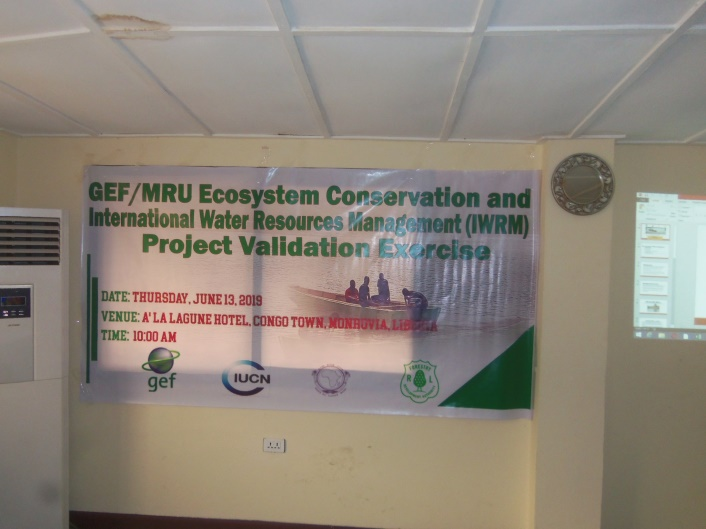 GEF/MRU Ecosystem Conservation and
International Water Resources Management (IWRM)
Project Validation Exercise
DATE: THURSDAY, JUNE 13, 2019
VENUE: A' LA LAGUNE HOTEL, CONGO TOWN, MONROVIA, LIBERIA
TIME: 10:00 AM
gef
IUCN
FORESTRY
R L